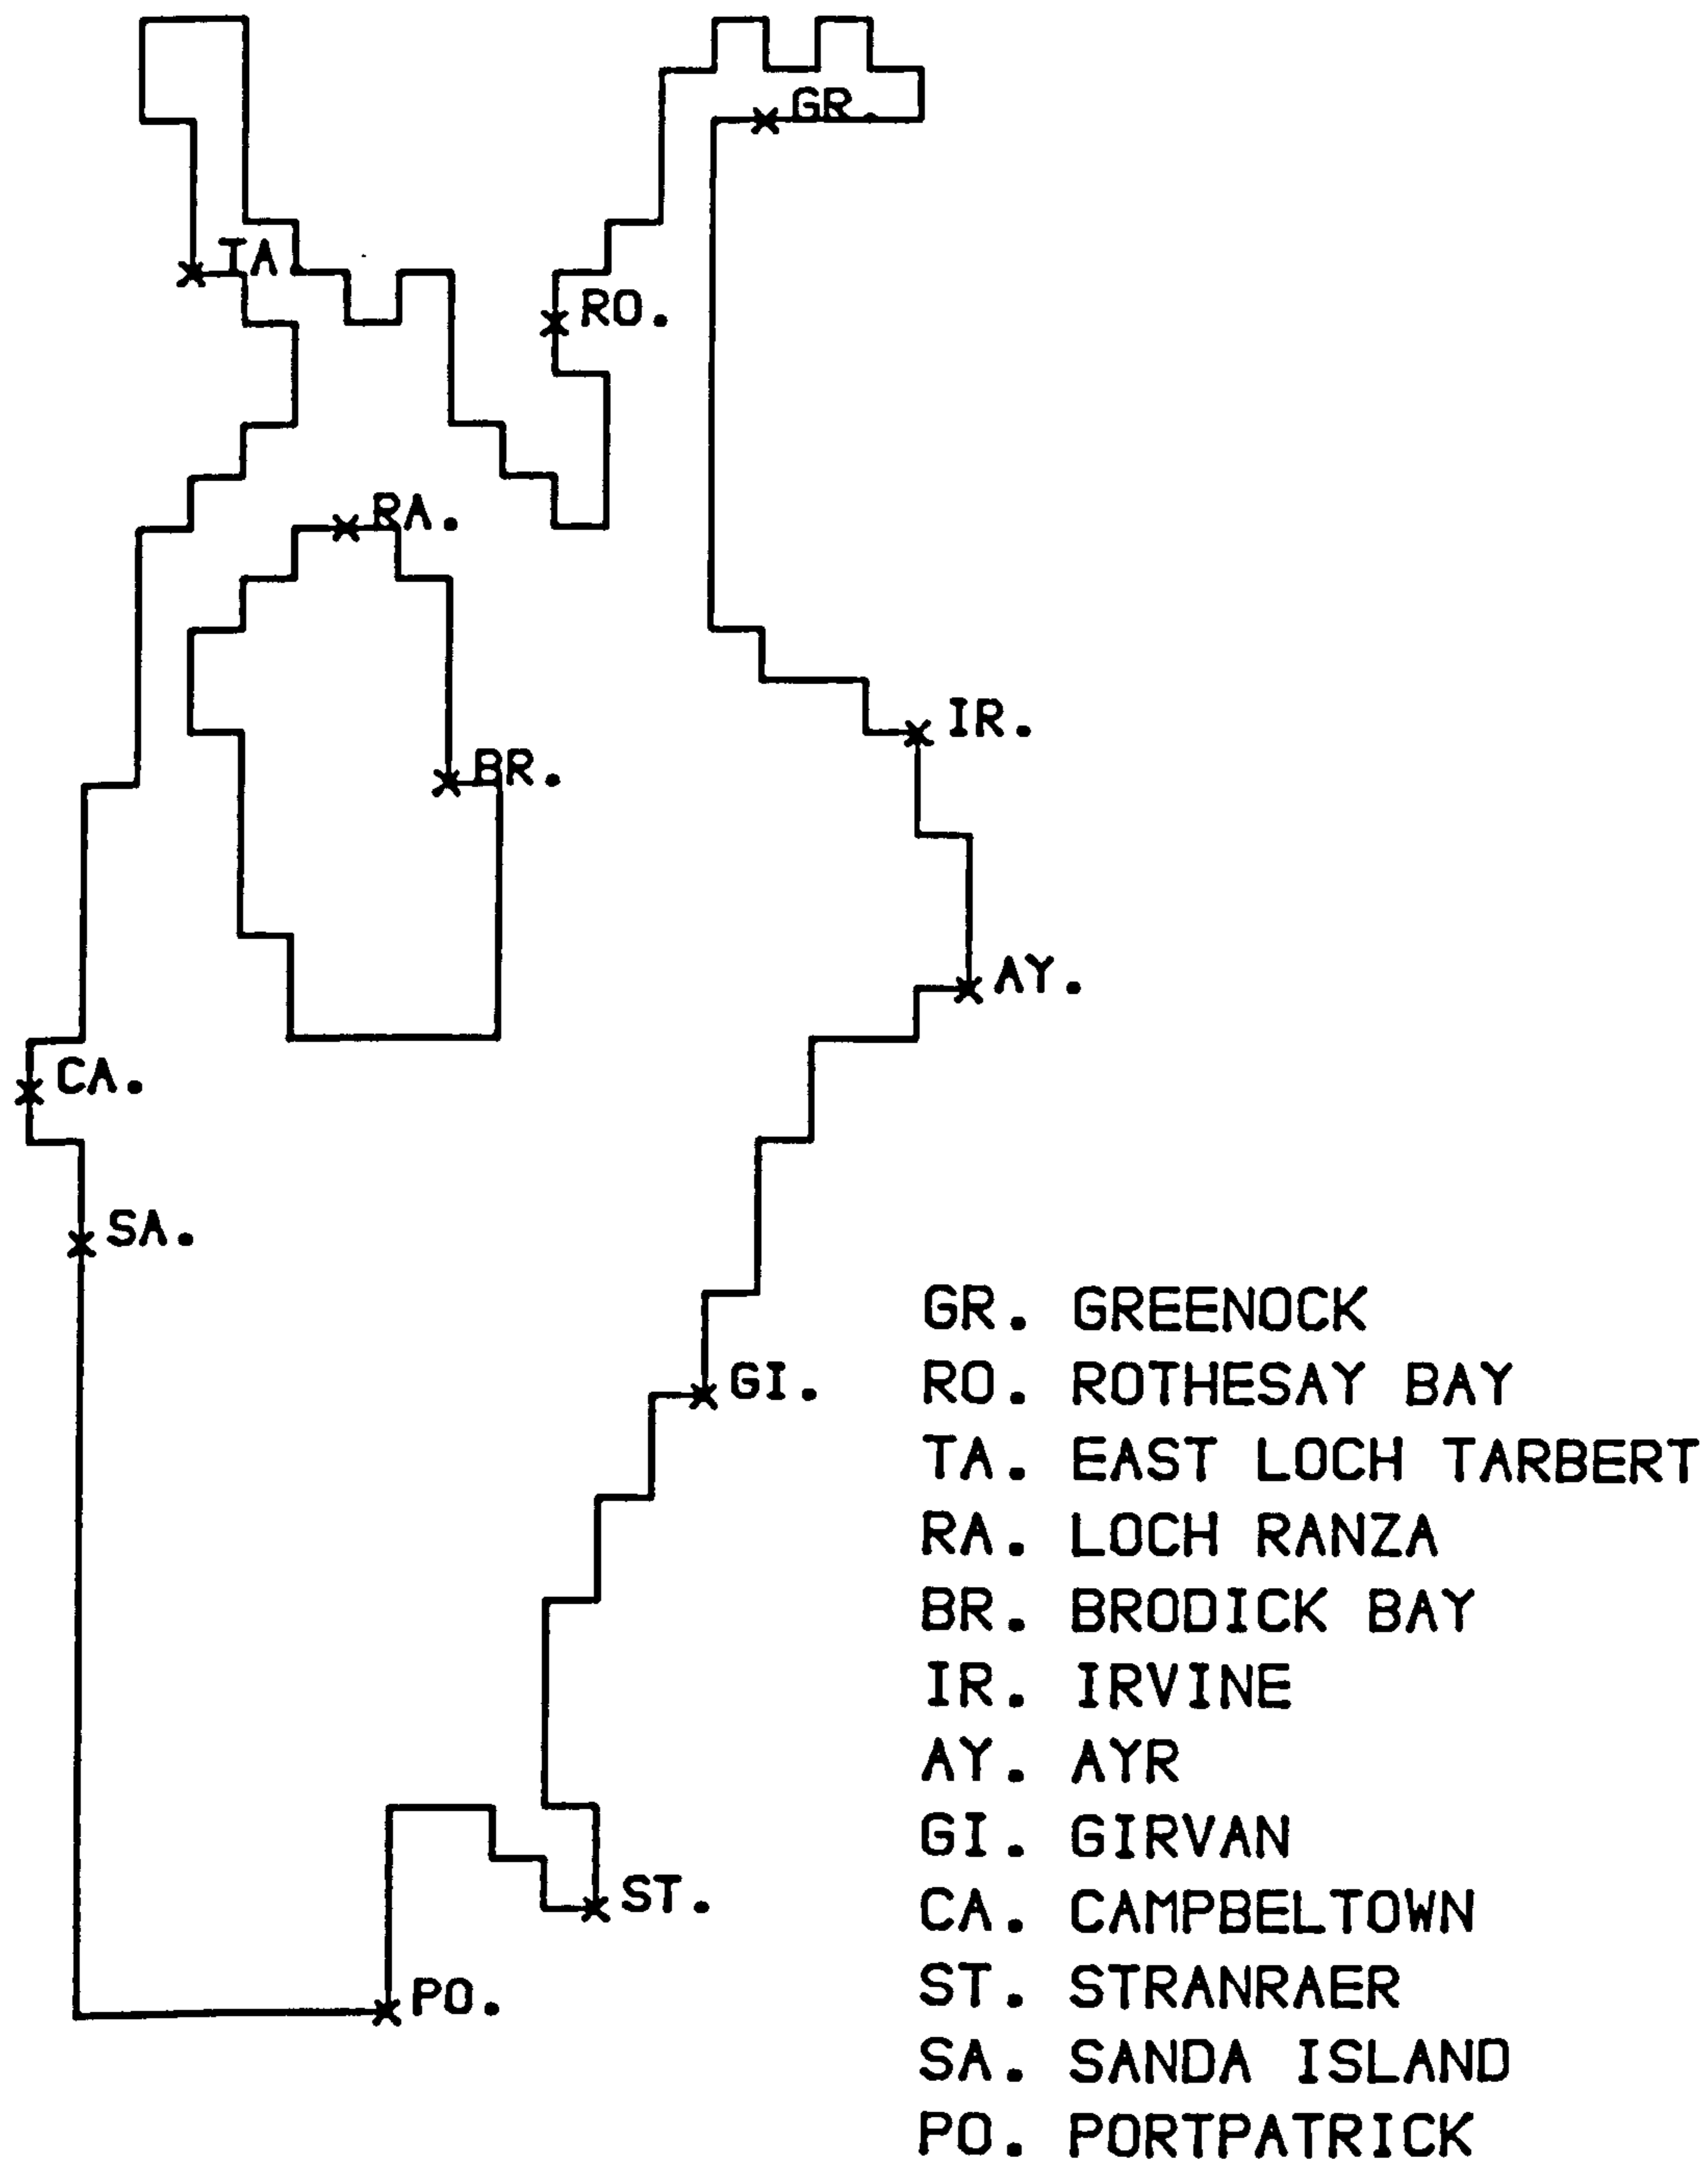 GR.
TA
RO.
RA.
IR.
BR.
AY.
CA.
SA.
GI.
ST.
PO.
GR. GREENOCK
RO. ROTHESAY BAY
TA. EAST LOCH TARBERT
RA. LOCH RANZA
BR. BRODICK BAY
IR. IRVINE
AY. AYR
GI. GIRVAN
CA. CAMPBELTOWN
ST. STRANRAER
SA. SANDA ISLAND
PO. PORTPATRICK